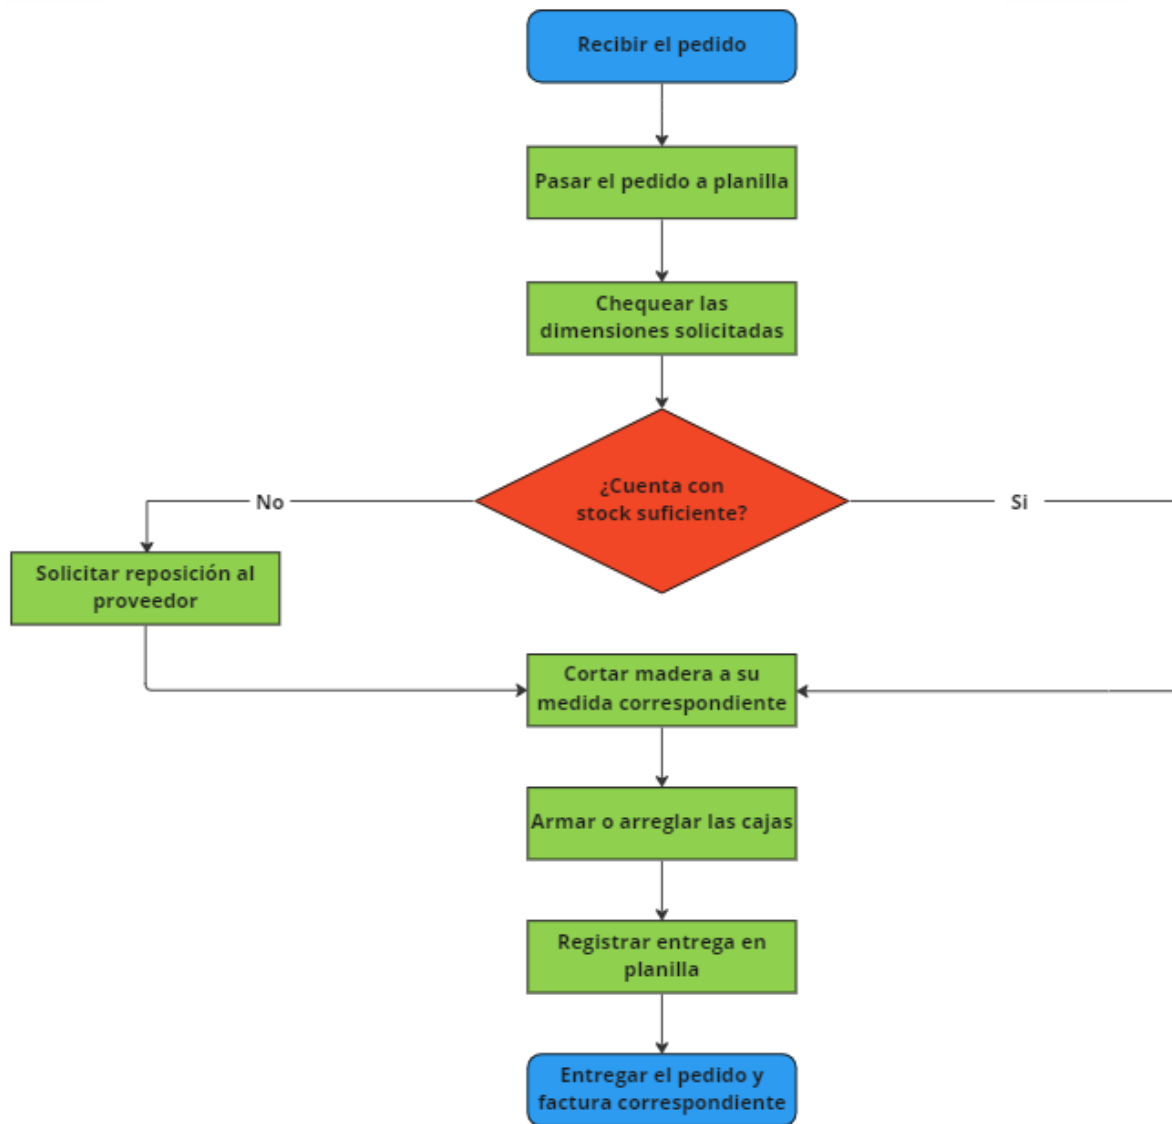 Recibir el pedido
Pasar el pedido a planilla
Chequear las
dimensiones solicitadas
¿Cuenta con
stock suficiente?
No
Si
Solicitar reposición al
proveedor
Cortar madera a su
medida correspondiente
Armar o arreglar las cajas
Registrar entrega en
planilla
Entregar el pedido y
factura correspondiente